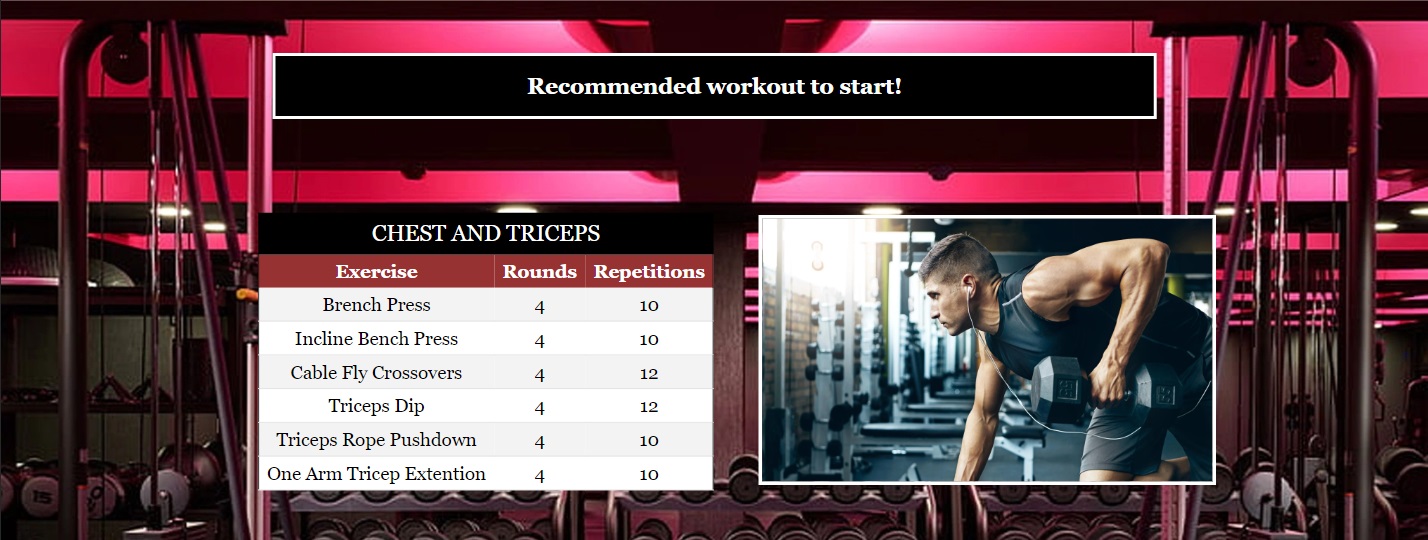 Recommended workout to start!
CHEST AND TRICEPS
Exercise Rounds Repetitions
Brench Press 4 10
Incline Bench Press 4 10
Cable Fly Crossovers 4 12
Triceps Dip 4 12
Triceps Rope Pushdown 4 10
One Arm Tricep Extention 4 10
15